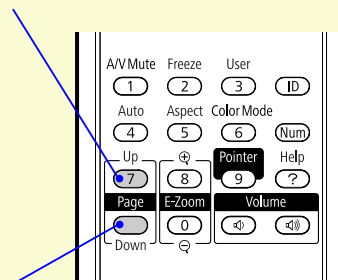 A/V Mute Freeze User
1 2 3 ID
Auto Aspect Color Mode
4 5 6 Num
Up Pointer Help
7 8 9 ?
Page E-Zoom Volume
0
Down